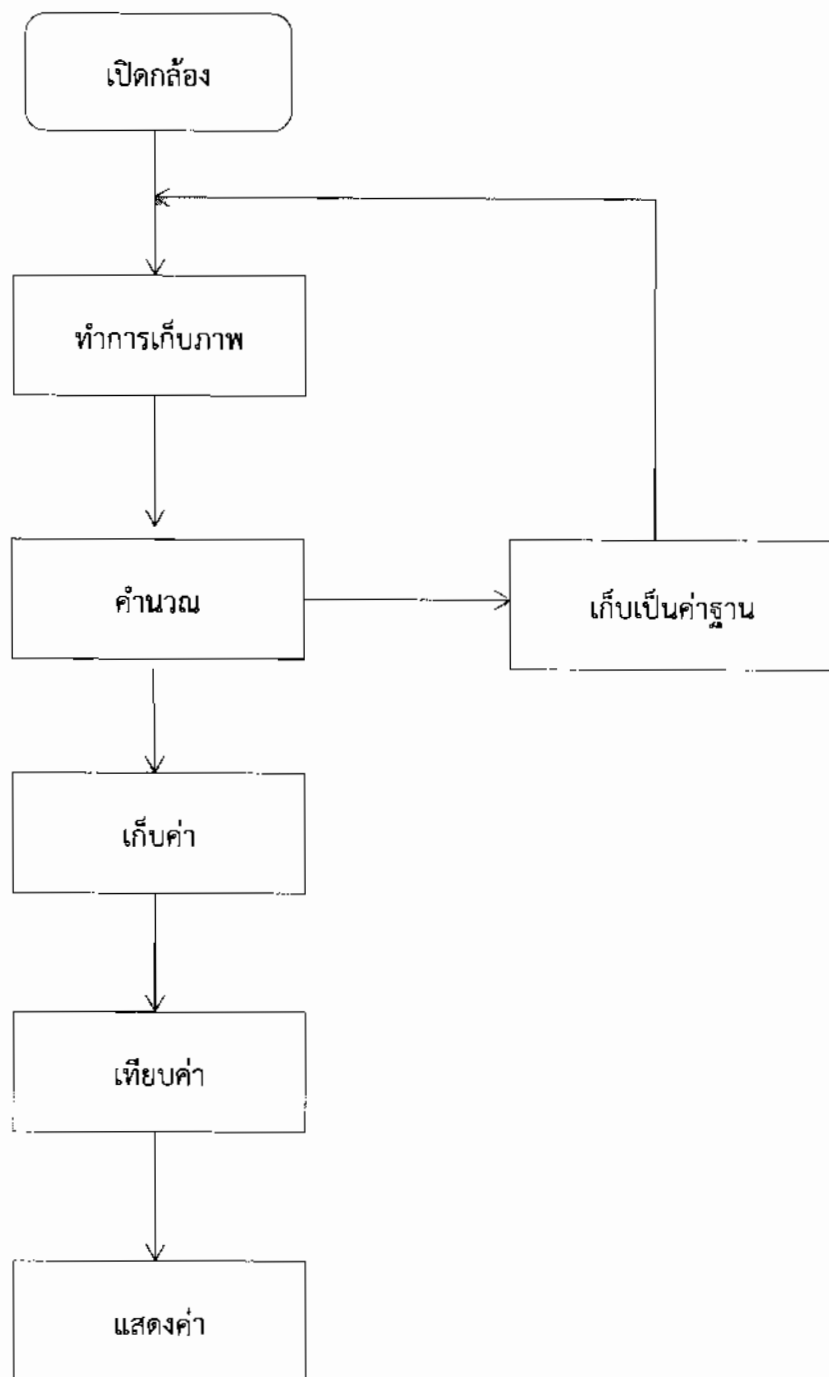 เปิดกล้อง
ทำการเก็บภาพ
คำนวณ
เก็บเป็นค่าฐาน
เก็บค่า
เทียบค่า
แสดงค่า